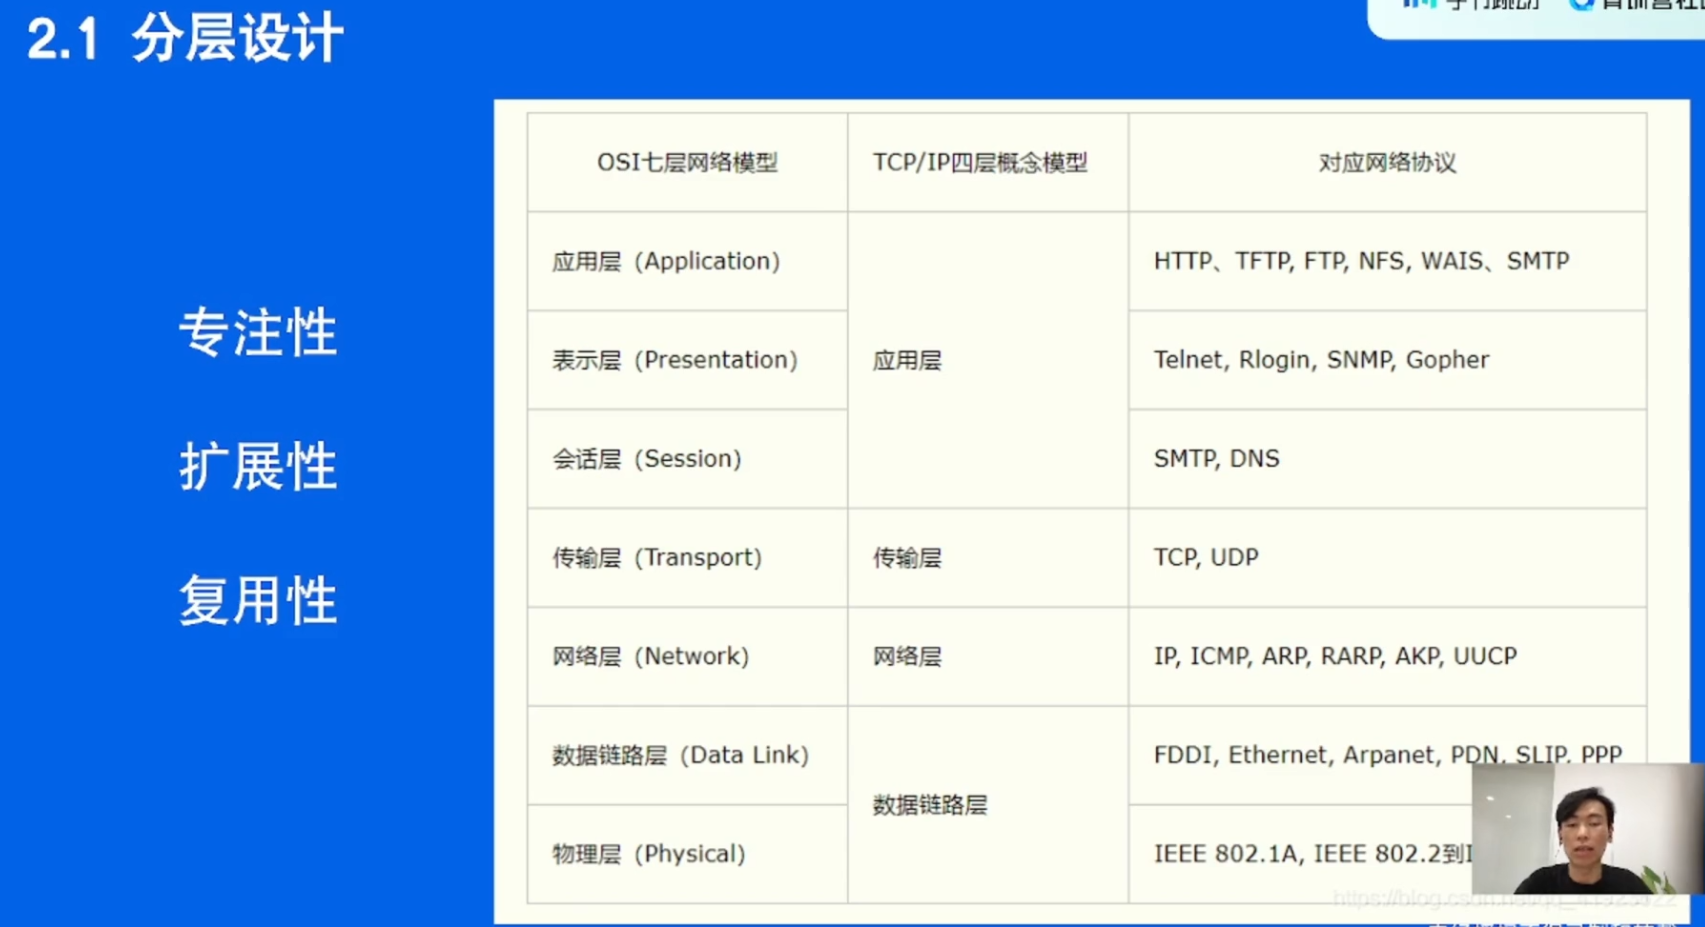 2.1 分层设计
字节跳动
专注性
扩展性
复用性
OSI七层网络模型 TCP/IP四层概念模型 对应网络协议
应用层（Application） HTTP、TFTP, FTP, NFS, WAIS、SMTP
表示层（Presentation） 应用层 Telnet, Rlogin, SNMP, Gopher
会话层（Session） SMTP, DNS
传输层（Transport） 传输层 TCP, UDP
网络层（Network） 网络层 IP, ICMP, ARP, RARP, AKP, UUCP
数据链路层（Data Link） FDDI, Ethernet, Arpanet, PDN, SLIP, PPP
数据链路层
物理层（Physical） IEEE 802.1A, IEEE 802.2到